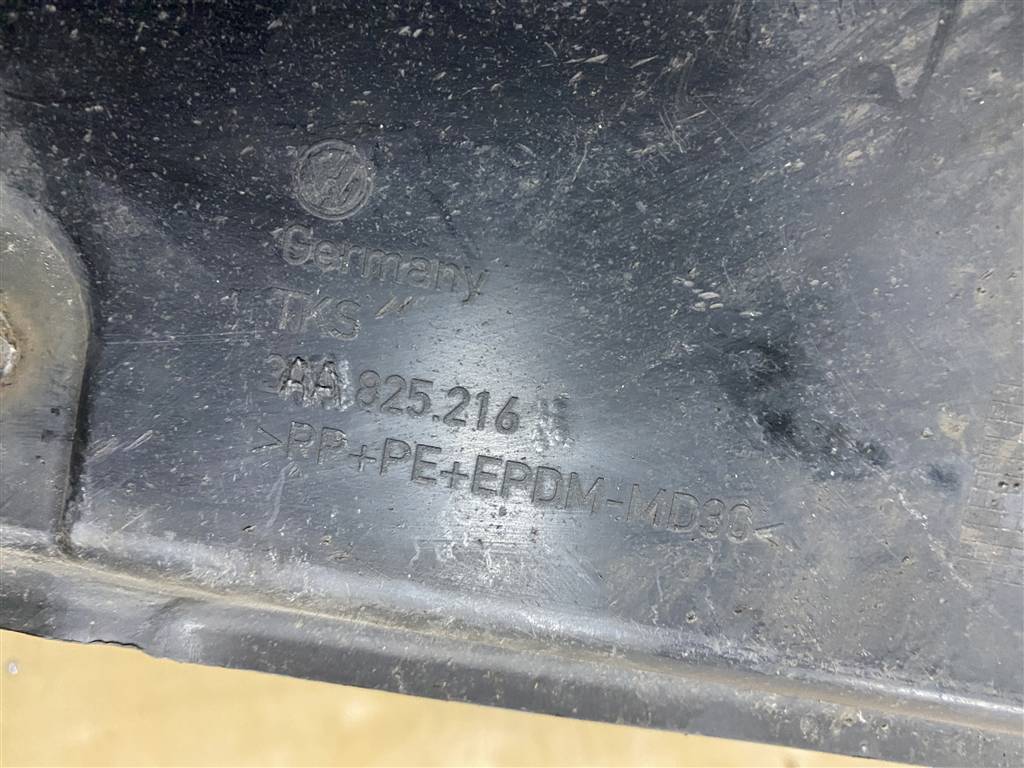 Germany
TKS
3AA 825.216
>PP+PE+EPDM-MD30<